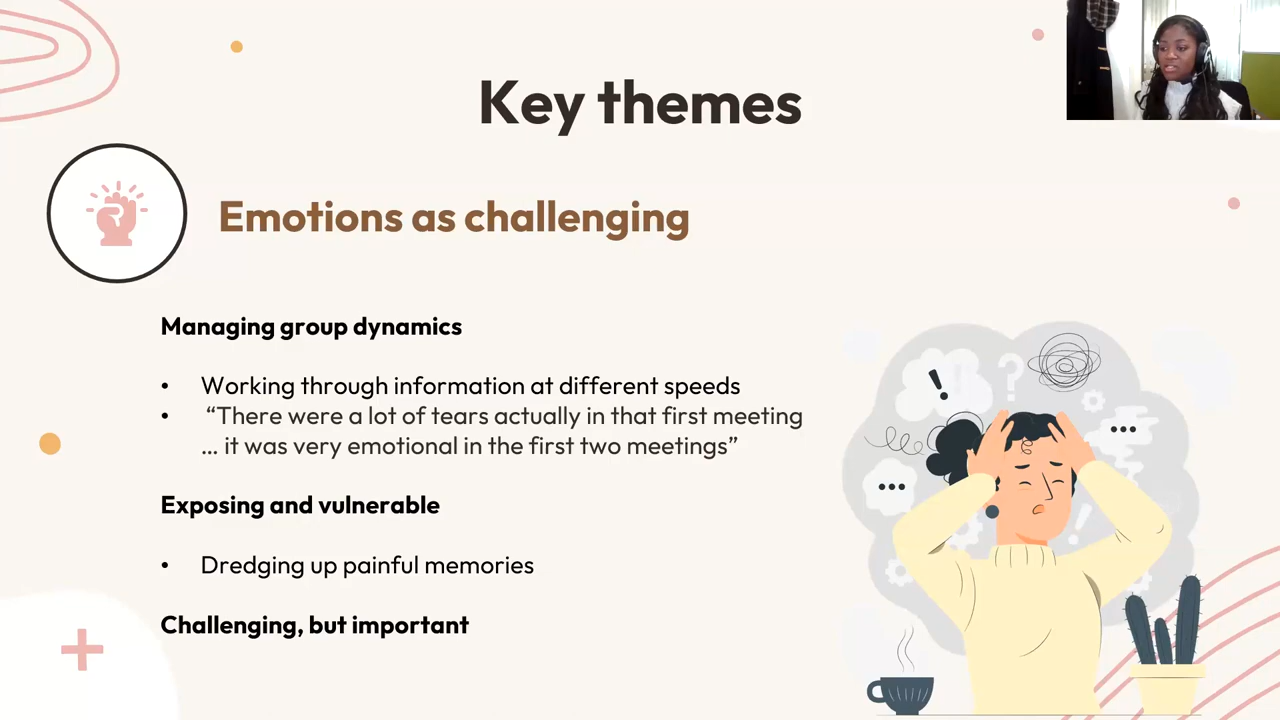 Key themes
Emotions as challenging
Managing group dynamics
• Working through information at different speeds
• “There were a lot of tears actually in that first meeting
... it was very emotional in the first two meetings”
Exposing and vulnerable
• Dredging up painful memories
Challenging, but important